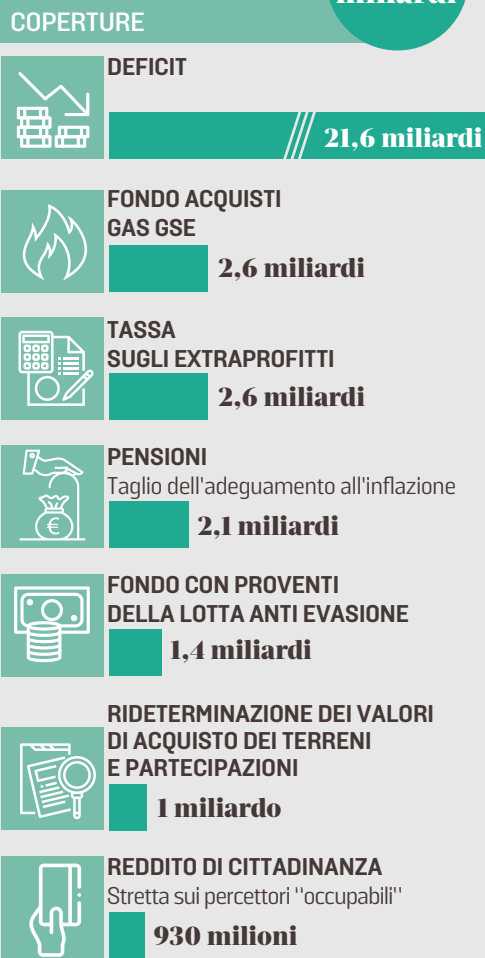 miliardi
COPERTURE
DEFICIT
21,6 miliardi
FONDO ACQUISTI
GAS GSE
2,6 miliardi
TASSA
SUGLI EXTRAPROFITTI
2,6 miliardi
PENSIONI
Taglio dell'adeguamento all'inflazione
2,1 miliardi
€
FONDO CON PROVENTI
DELLA LOTTA ANTI EVASIONE
1,4 miliardi
RIDETERMINAZIONE DEI VALORI
DI ACQUISTO DEI TERRENI
E PARTECIPAZIONI
1 miliardo
REDDITO DI CITTADINANZA
Stretta sui percettori "occupabili"
930 milioni